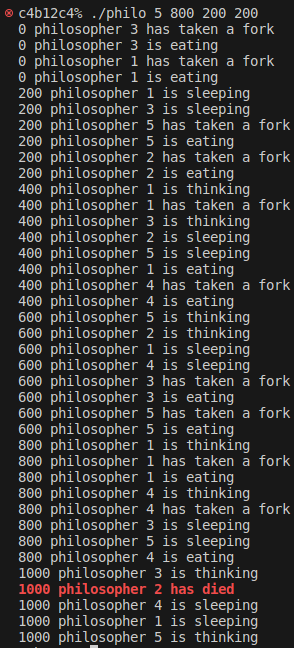 c4b12c4% ./philo 5 800 200 200
0 philosopher 3 has taken a fork
0 philosopher 3 is eating
0 philosopher 1 has taken a fork
0 philosopher 1 is eating
200 philosopher 1 is sleeping
200 philosopher 3 is sleeping
200 philosopher 5 has taken a fork
200 philosopher 5 is eating
200 philosopher 2 has taken a fork
200 philosopher 2 is eating
400 philosopher 1 is thinking
400 philosopher 1 has taken a fork
400 philosopher 3 is thinking
400 philosopher 2 is sleeping
400 philosopher 5 is sleeping
400 philosopher 1 is eating
400 philosopher 4 has taken a fork
400 philosopher 4 is eating
600 philosopher 5 is thinking
600 philosopher 2 is thinking
600 philosopher 1 is sleeping
600 philosopher 4 is sleeping
600 philosopher 3 has taken a fork
600 philosopher 3 is eating
600 philosopher 5 has taken a fork
600 philosopher 5 is eating
800 philosopher 1 is thinking
800 philosopher 1 has taken a fork
800 philosopher 1 is eating
800 philosopher 4 is thinking
800 philosopher 4 has taken a fork
800 philosopher 3 is sleeping
800 philosopher 5 is sleeping
800 philosopher 4 is eating
1000 philosopher 3 is thinking
1000 philosopher 2 has died
1000 philosopher 4 is sleeping
1000 philosopher 1 is sleeping
1000 philosopher 5 is thinking